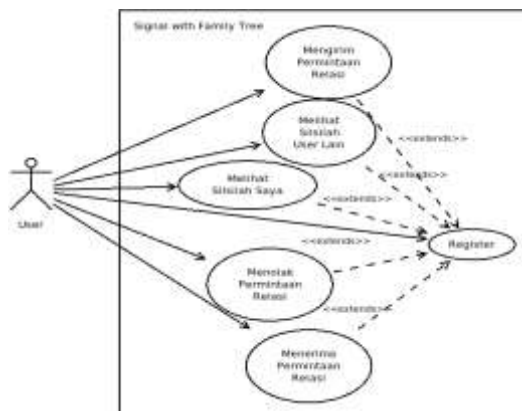 Signas with Family Tree
Mengirim
Permintaan
Relasi
Melihat
Silsilah
User Lain
<<extends>>
Melihat
Silsilah Saya
<<extends>>
<<extends>>
User
<<extends>>
Register
Menolak
Permintaan
Relasi
<<extends>>
Menerima
Permintaan
Relasi